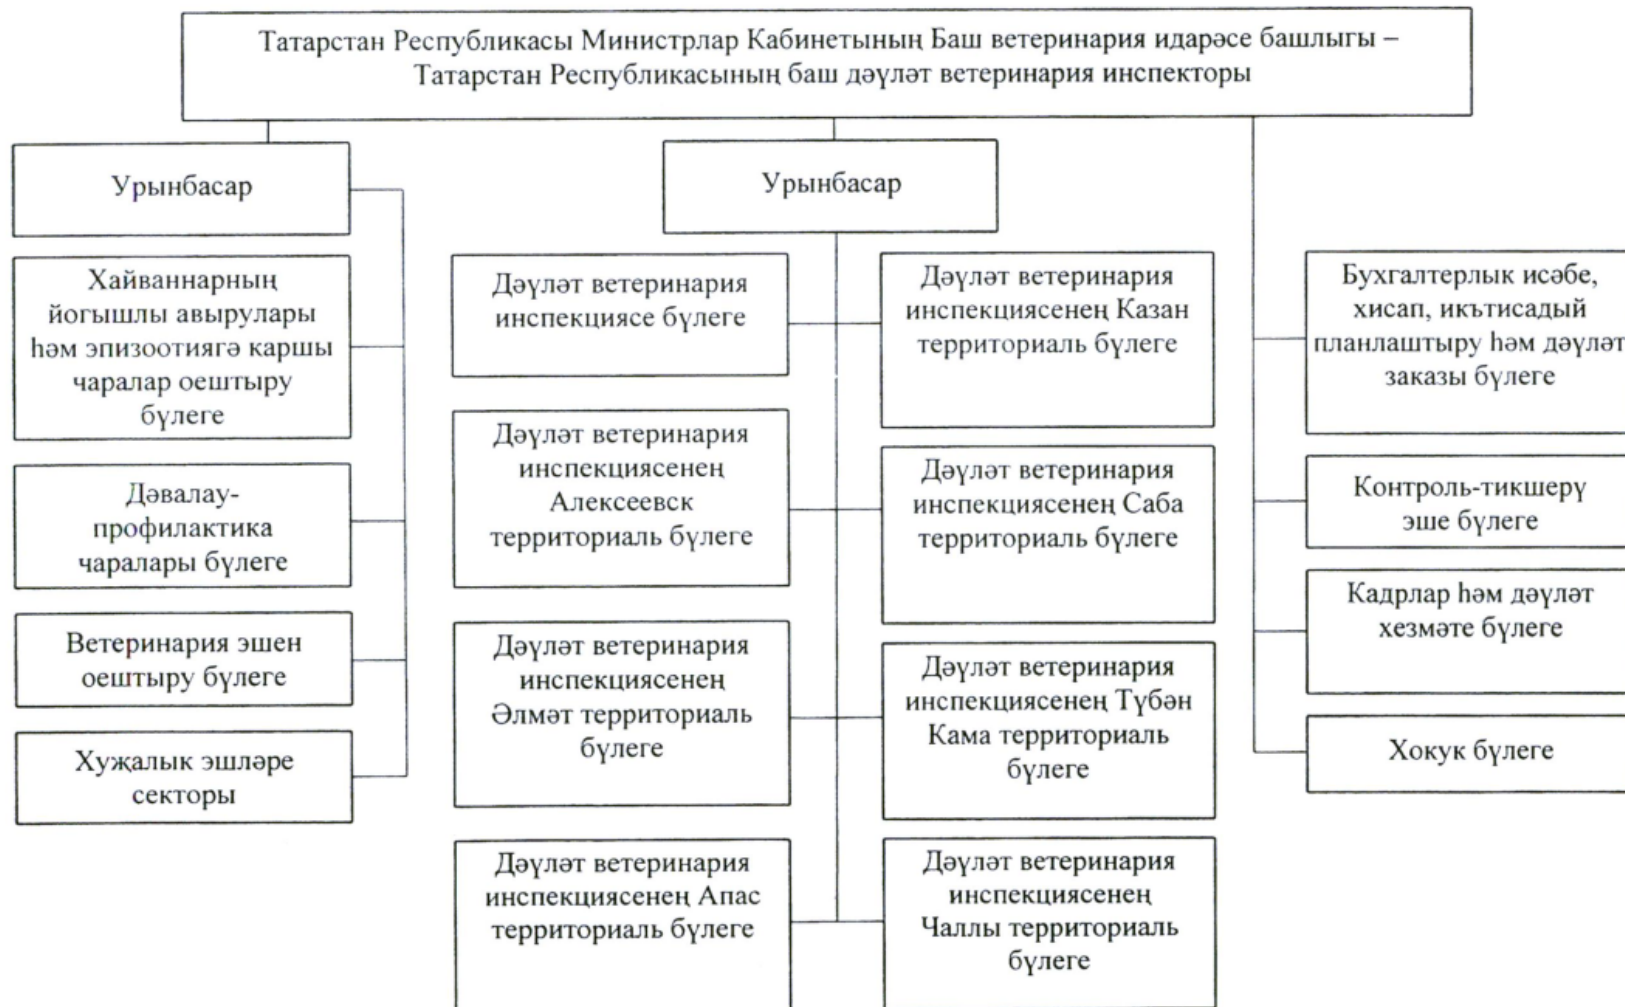 Татарстан Республикасы Министрлар Кабинетының Баш ветеринария идарәсе башлыгы –
Татарстан Республикасының баш дәүләт ветеринария инспекторы
Урынбасар
Хайваннарның
йогышлы авырулары
һәм эпизоотиягә каршы
чаралар оештыру
бүлеге
Дәвалау-
профилактика
чаралары бүлеге
Ветеринария эшен
оештыру бүлеге
Хуҗалык эшләре
секторы
Урынбасар
Дәүләт ветеринария
инспекциясе бүлеге
Дәүләт ветеринария
инспекциясенең
Алексеевск
территориаль бүлеге
Дәүләт ветеринария
инспекциясенең
Әлмәт территориаль
бүлеге
Дәүләт ветеринария
инспекциясенең Апас
территориаль бүлеге
Дәүләт ветеринария
инспекциясенең Казан
территориаль бүлеге
Дәүләт ветеринария
инспекциясенең Саба
территориаль бүлеге
Дәүләт ветеринария
инспекциясенең Түбән
Кама территориаль
бүлеге
Дәүләт ветеринария
инспекциясенең
Чаллы территориаль
бүлеге
Бухгалтерлык исәбе,
хисап, икътисадый
планлаштыру һәм дәүләт
заказы бүлеге
Контроль-тикшерү
эше бүлеге
Кадрлар һәм дәүләт
хезмәте бүлеге
Хокук бүлеге